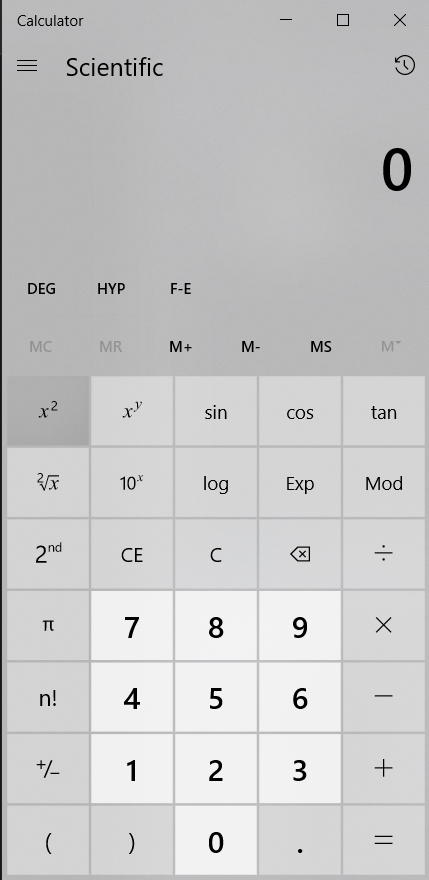 Calculator
Scientific
0
DEG HYP F-E
MC MR M+ M- MS M˅
x² xʸ sin cos tan
²√x 10ˣ log Exp Mod
2ⁿᵈ CE C ÷
π 7 8 9 ×
n! 4 5 6 −
⁺/₋ 1 2 3 +
( ) 0 . =